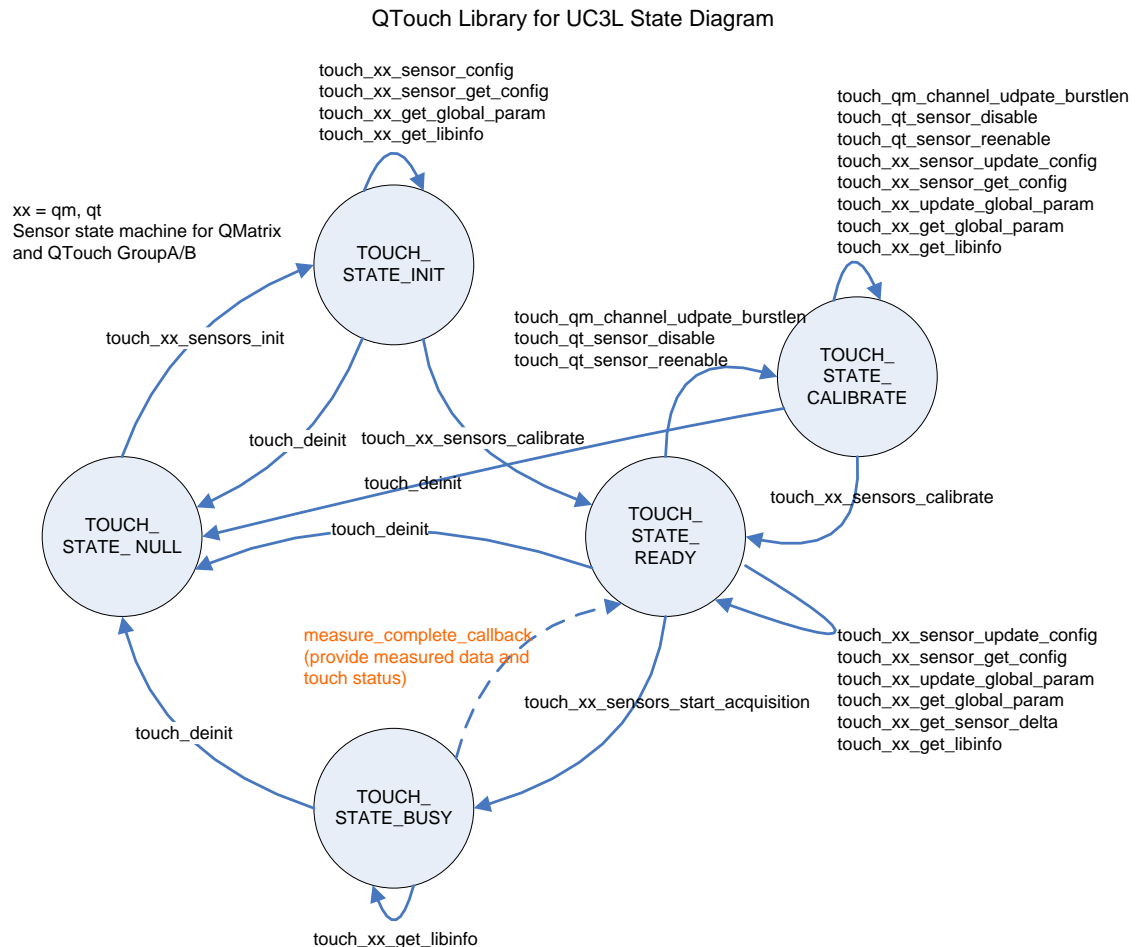 QTouch Library for UC3L State Diagram
touch_xx_sensor_config
touch_xx_sensor_get_config
touch_xx_get_global_param
touch_xx_get_libinfo
touch_qm_channel_udpate_burstlen
touch_qt_sensor_disable
touch_qt_sensor_reenable
touch_xx_sensor_update_config
touch_xx_sensor_get_config
touch_xx_update_global_param
touch_xx_get_global_param
touch_xx_get_libinfo
xx = qm, qt
Sensor state machine for QMatrix
and QTouch GroupA/B
TOUCH_
STATE_INIT
touch_qm_channel_udpate_burstlen
touch_qt_sensor_disable
touch_qt_sensor_reenable
TOUCH_
STATE_
CALIBRATE
touch_xx_sensors_init
touch_deinit
touch_xx_sensors_calibrate
touch_deinit
touch_xx_sensors_calibrate
TOUCH_
STATE_ NULL
touch_deinit
TOUCH_
STATE_
READY
measure_complete_callback
(provide measured data and
touch status)
touch_xx_sensor_update_config
touch_xx_sensor_get_config
touch_xx_update_global_param
touch_xx_get_global_param
touch_xx_get_sensor_delta
touch_xx_get_libinfo
touch_xx_sensors_start_acquisition
touch_deinit
TOUCH_
STATE_BUSY
touch_xx_get_libinfo